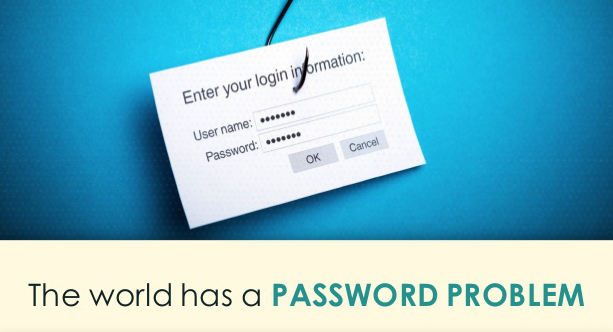 Enter your login information:
User name: •••••••
Password: •••••••
OK Cancel
The world has a PASSWORD PROBLEM